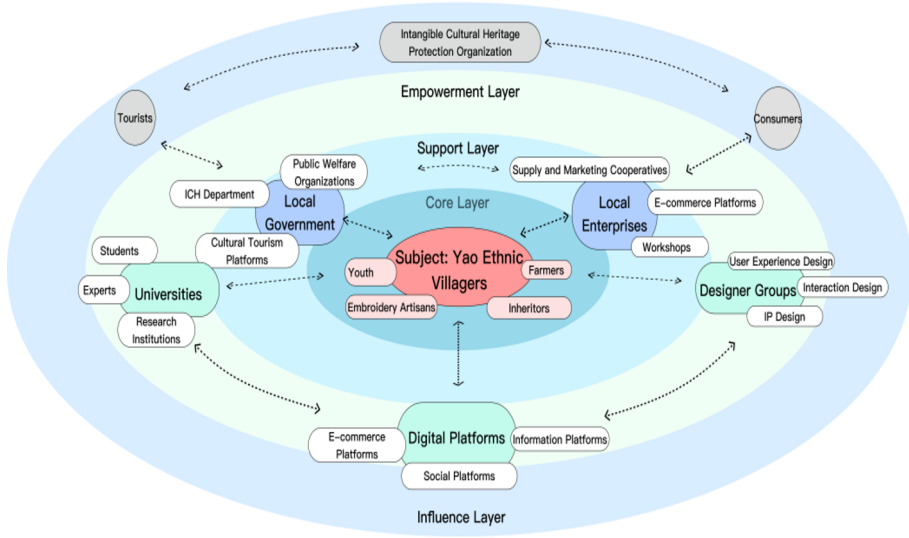 Intangible Cultural Heritage
Protection Organization
Empowerment Layer
Tourists
Consumers
Support Layer
Public Welfare
Organizations
Supply and Marketing Cooperatives
ICH Department
Local
Government
Core Layer
Local
Enterprises
E-commerce Platforms
Cultural Tourism
Platforms
Workshops
Students
Experts
Universities
Research
Institutions
Subject: Yao Ethnic
Villagers
Youth
Farmers
Embroidery Artisans
Inheritors
User Experience Design
Designer Groups
Interaction Design
IP Design
E-commerce
Platforms
Digital Platforms
Information Platforms
Social Platforms
Influence Layer